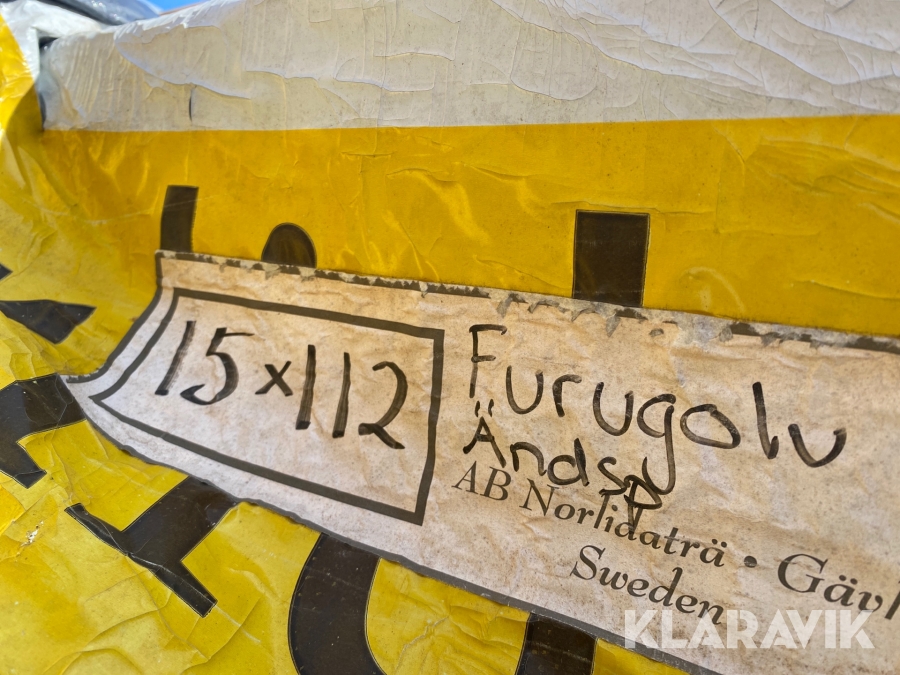 15x112
Furugolv
Ändsp
AB Norlidaträ • Gävl
Sweden
KLARAVIK